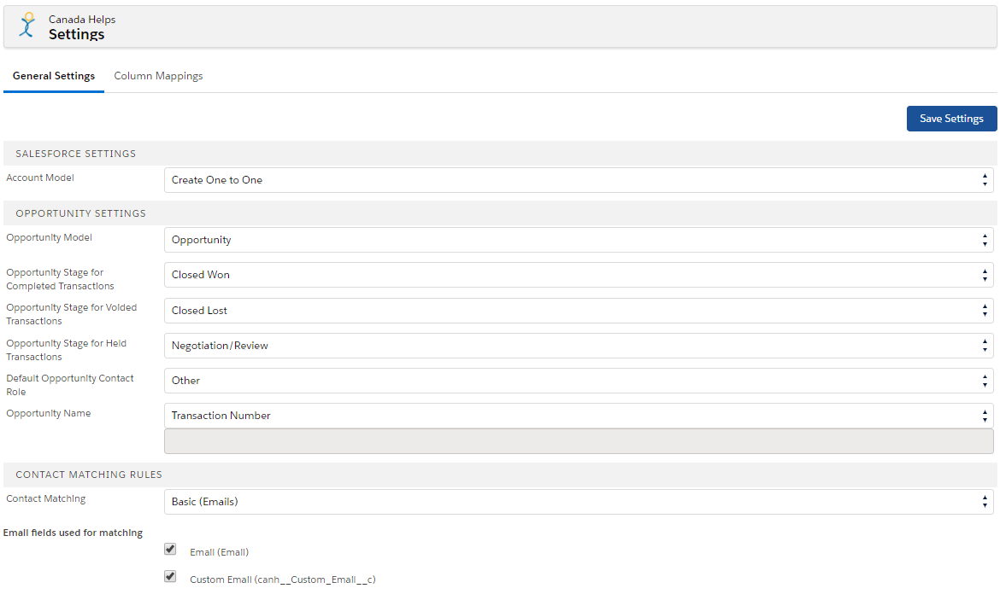 Canada Helps
Settings
General Settings
Column Mappings
Save Settings
SALESFORCE SETTINGS
Account Model
Create One to One
OPPORTUNITY SETTINGS
Opportunity Model
Opportunity
Opportunity Stage for
Completed Transactions
Closed Won
Opportunity Stage for Voided
Transactions
Closed Lost
Opportunity Stage for Held
Transactions
Negotiation/Review
Default Opportunity Contact
Role
Other
Opportunity Name
Transaction Number
CONTACT MATCHING RULES
Contact Matching
Basic (Emails)
Email fields used for matching
Email (Email)
Custom Email (canh__Custom_Email__c)